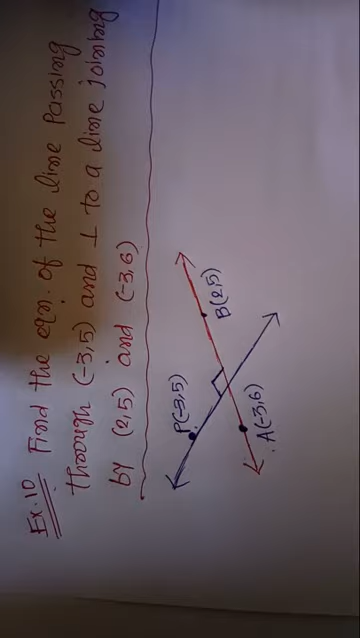 Ex.10 Find the eqn. of the line passing
through (-3,5) and ⊥ to a line joining
by (2,5) and (-3,6)
P(-3,5)
B(2,5)
A(-3,6)